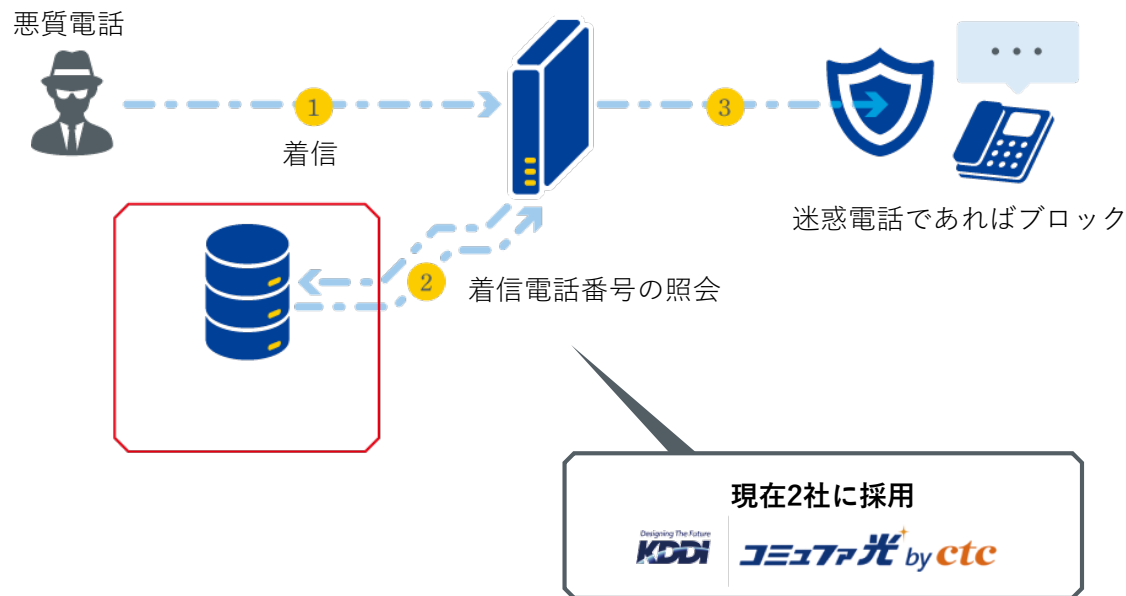 悪質電話
1
着信
3
迷惑電話であればブロック
2
着信電話番号の照会
現在2社に採用
Designing The Future
KDDI
コミュファ光 by ctc